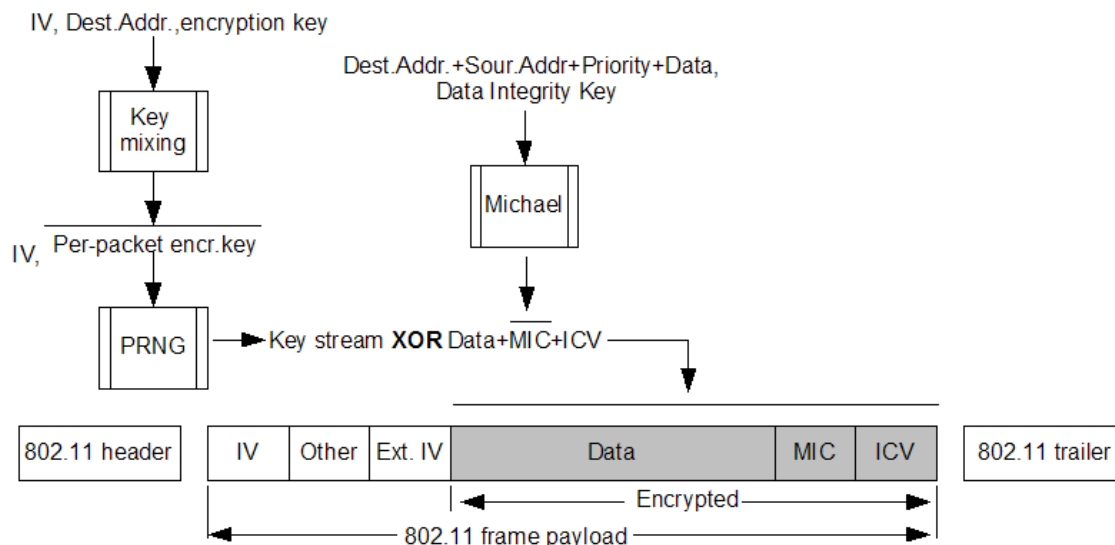 IV, Dest.Addr.,encryption key
Dest.Addr.+Sour.Addr+Priority+Data,
Data Integrity Key
Key
mixing
Michael
IV, Per-packet encr.key
PRNG
Key stream XOR Data+MIC+ICV
802.11 header
IV
Other
Ext. IV
Data
MIC
ICV
802.11 trailer
Encrypted
802.11 frame payload